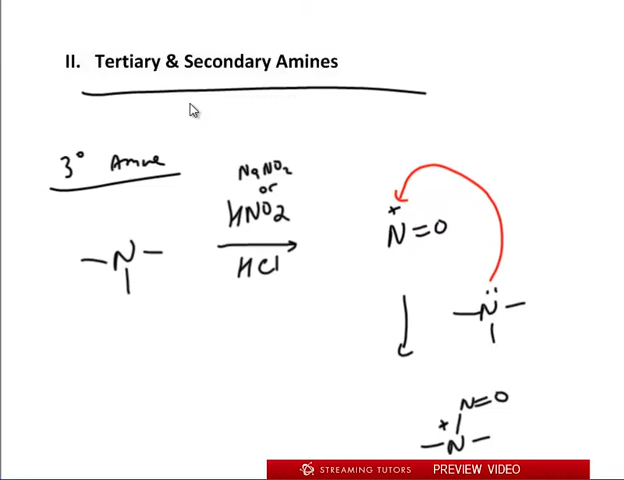 II. Tertiary & Secondary Amines
3° Amine
NaNO2
or
HNO2
HCl
N
+
N=O
N
N=O
+
N
STREAMING TUTORS PREVIEW VIDEO